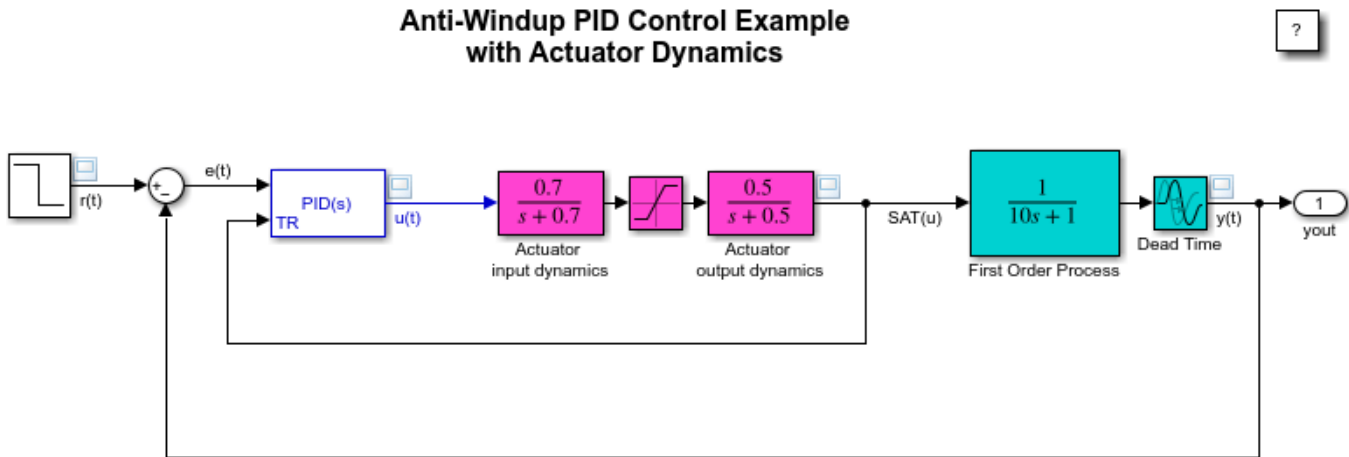 Anti-Windup PID Control Example
with Actuator Dynamics
?
r(t)
+
−
e(t)
PID(s)
TR
u(t)
0.7
s + 0.7
Actuator
input dynamics
0.5
s + 0.5
Actuator
output dynamics
SAT(u)
1
10s + 1
First Order Process
Dead Time
y(t)
1
yout